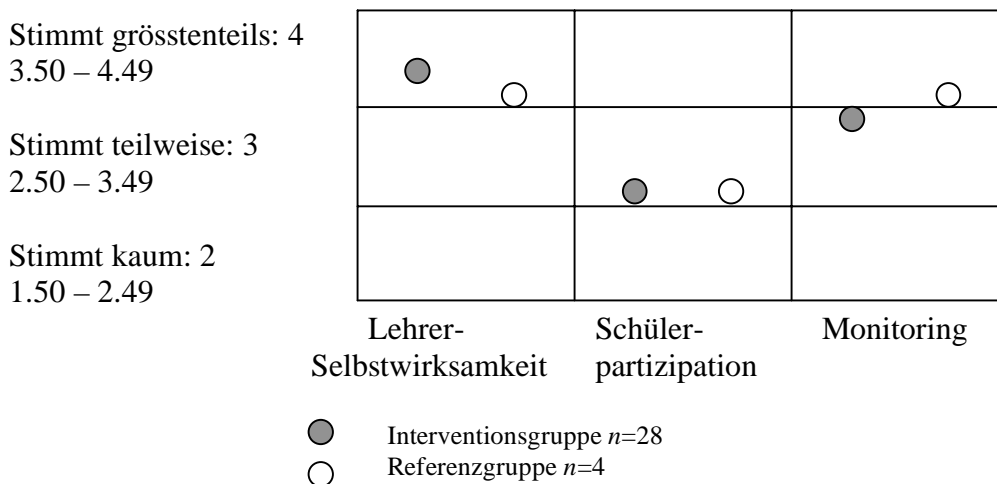 Stimmt grösstenteils: 4
3.50 – 4.49
Stimmt teilweise: 3
2.50 – 3.49
Stimmt kaum: 2
1.50 – 2.49
Lehrer-
Selbstwirksamkeit
Schüler-
partizipation
Monitoring
Interventionsgruppe n=28
Referenzgruppe n=4